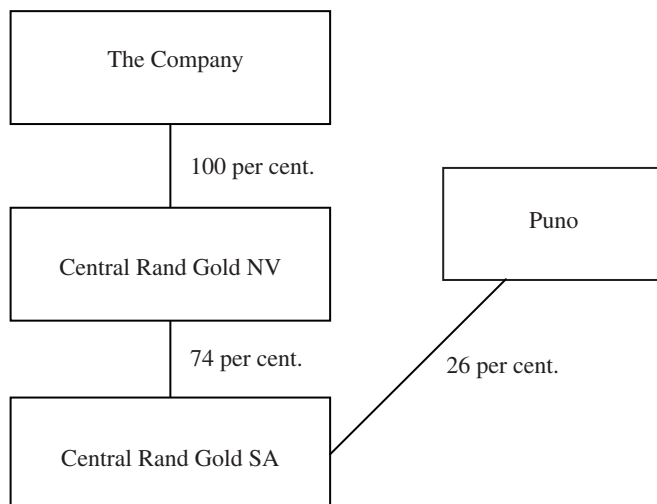 The Company
100 per cent.
Puno
Central Rand Gold NV
74 per cent.
26 per cent.
Central Rand Gold SA